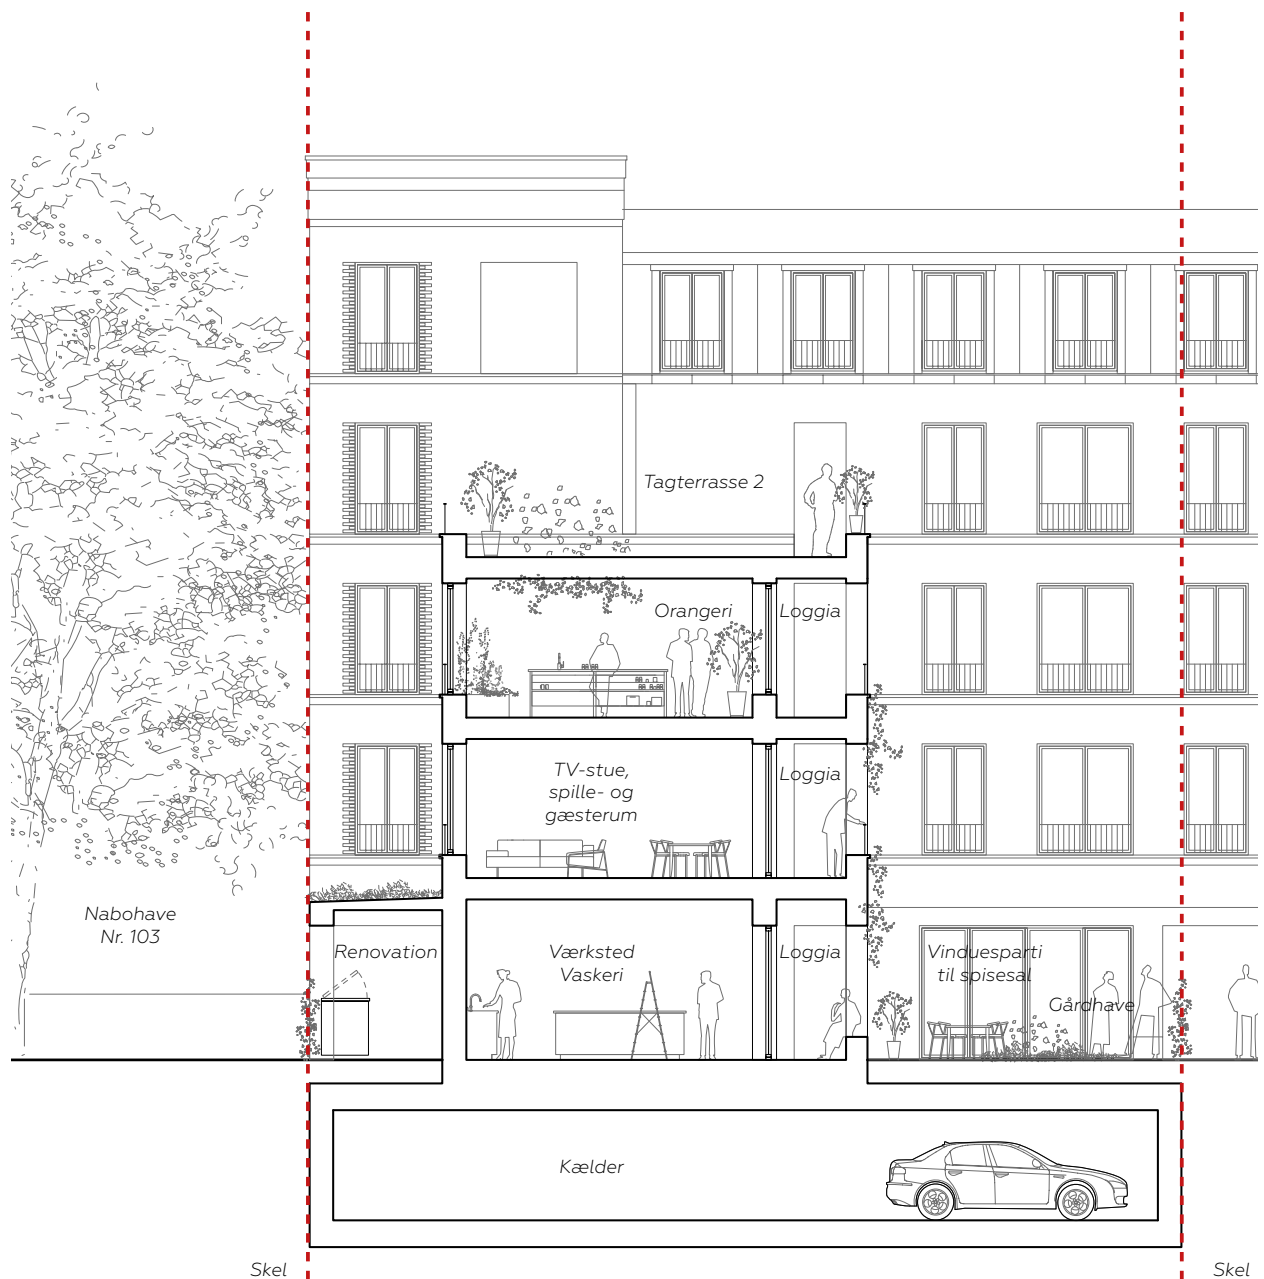 Tagterrasse 2
Orangeri
Loggia
TV-stue,
spille- og
gæsterum
Loggia
Nabohave
Nr. 103
Renovation
Værksted
Vaskeri
Loggia
Vinduesparti
til spisesal
Gårdhave
Kælder
Skel
Skel